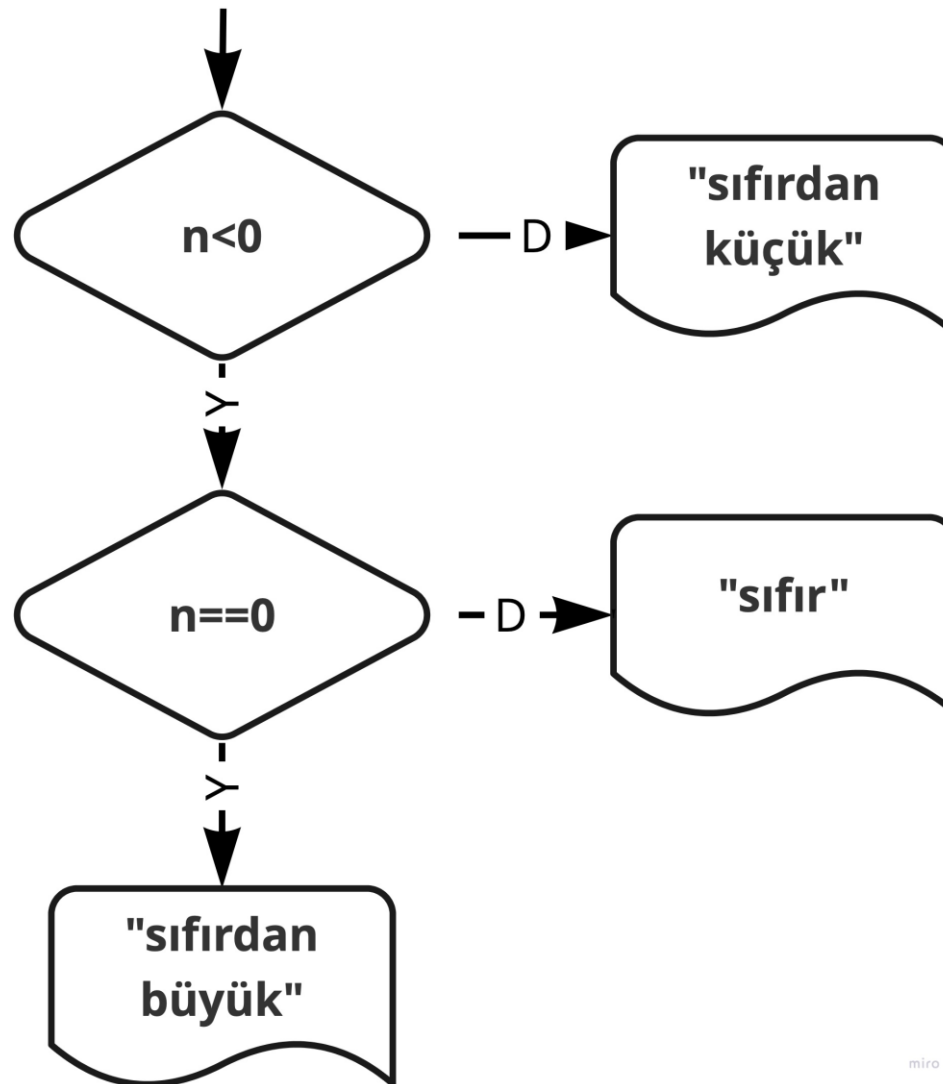 n<0
D
"sıfırdan
küçük"
Y
n==0
D
"sıfır"
Y
"sıfırdan
büyük"
miro